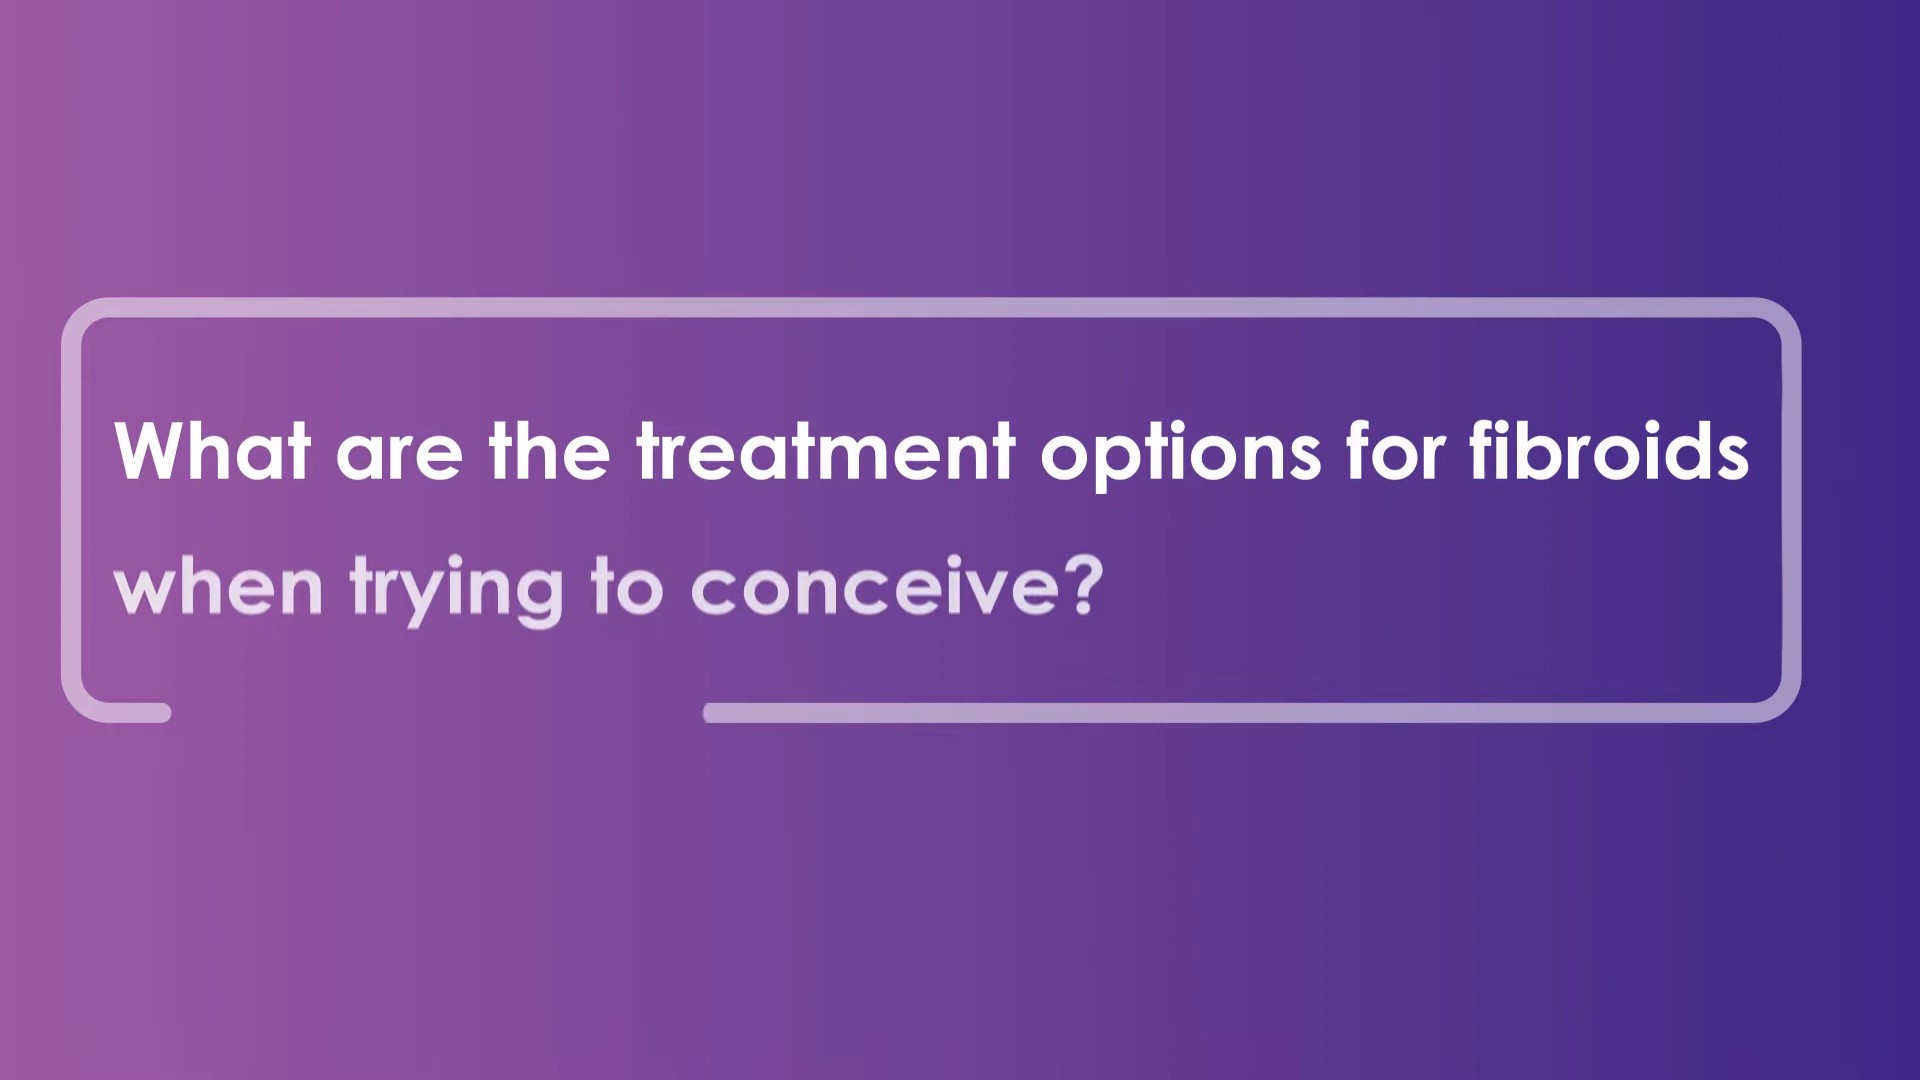 What are the treatment options for fibroids
when trying to conceive?